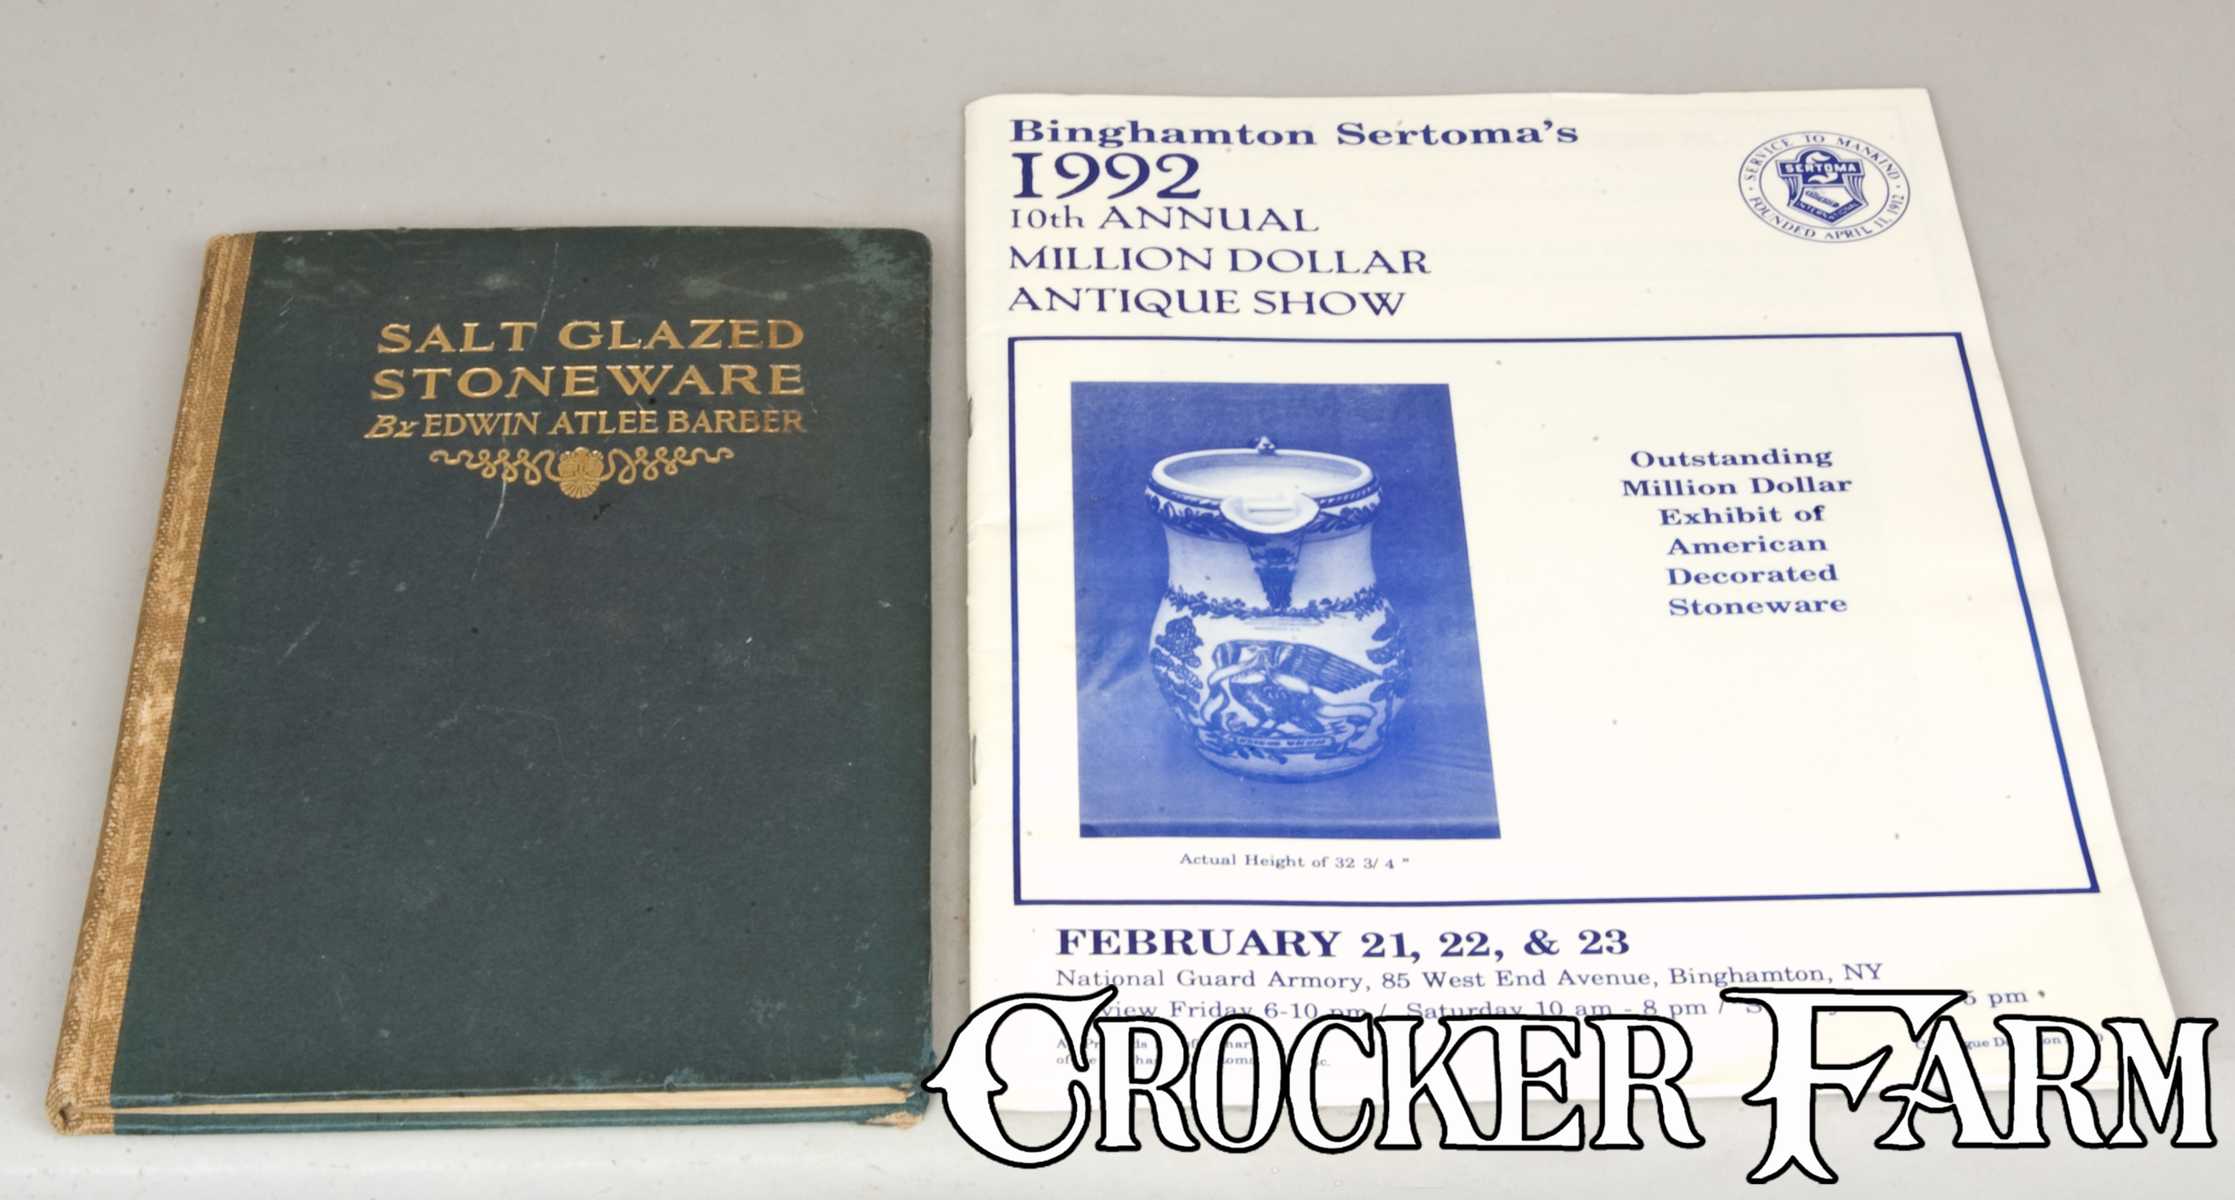 SALT GLAZED
STONEWARE
By EDWIN ATLEE BARBER
Binghamton Sertoma's
1992
10th ANNUAL
MILLION DOLLAR
ANTIQUE SHOW
SERVICE TO MANKIND
SERTOMA
INTERNATIONAL
FOUNDED APRIL 11, 1912
Outstanding
Million Dollar
Exhibit of
American
Decorated
Stoneware
Actual Height of 32 3/4 "
FEBRUARY 21, 22, & 23
National Guard Armory, 85 West End Avenue, Binghamton, NY
Friday 6-10 pm / Saturday 10 am - 8 pm / 5 pm
CROCKER FARM